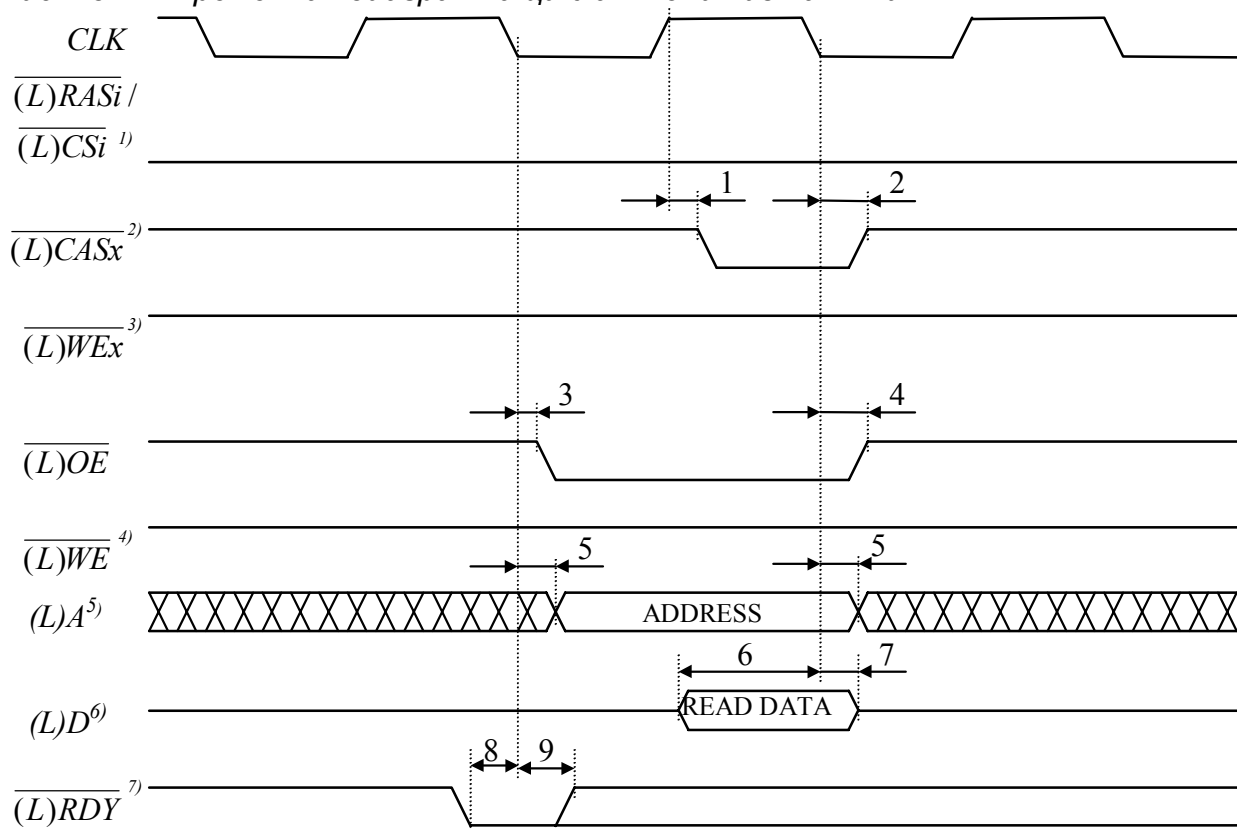 CLK
(L)RASi /
(L)CSi 1)
1 2
(L)CASx 2)
(L)WEx 3)
3 4
(L)OE
(L)WE 4)
5 5
(L)A5)
ADDRESS
6 7
(L)D6)
READ DATA
8 9
(L)RDY 7)